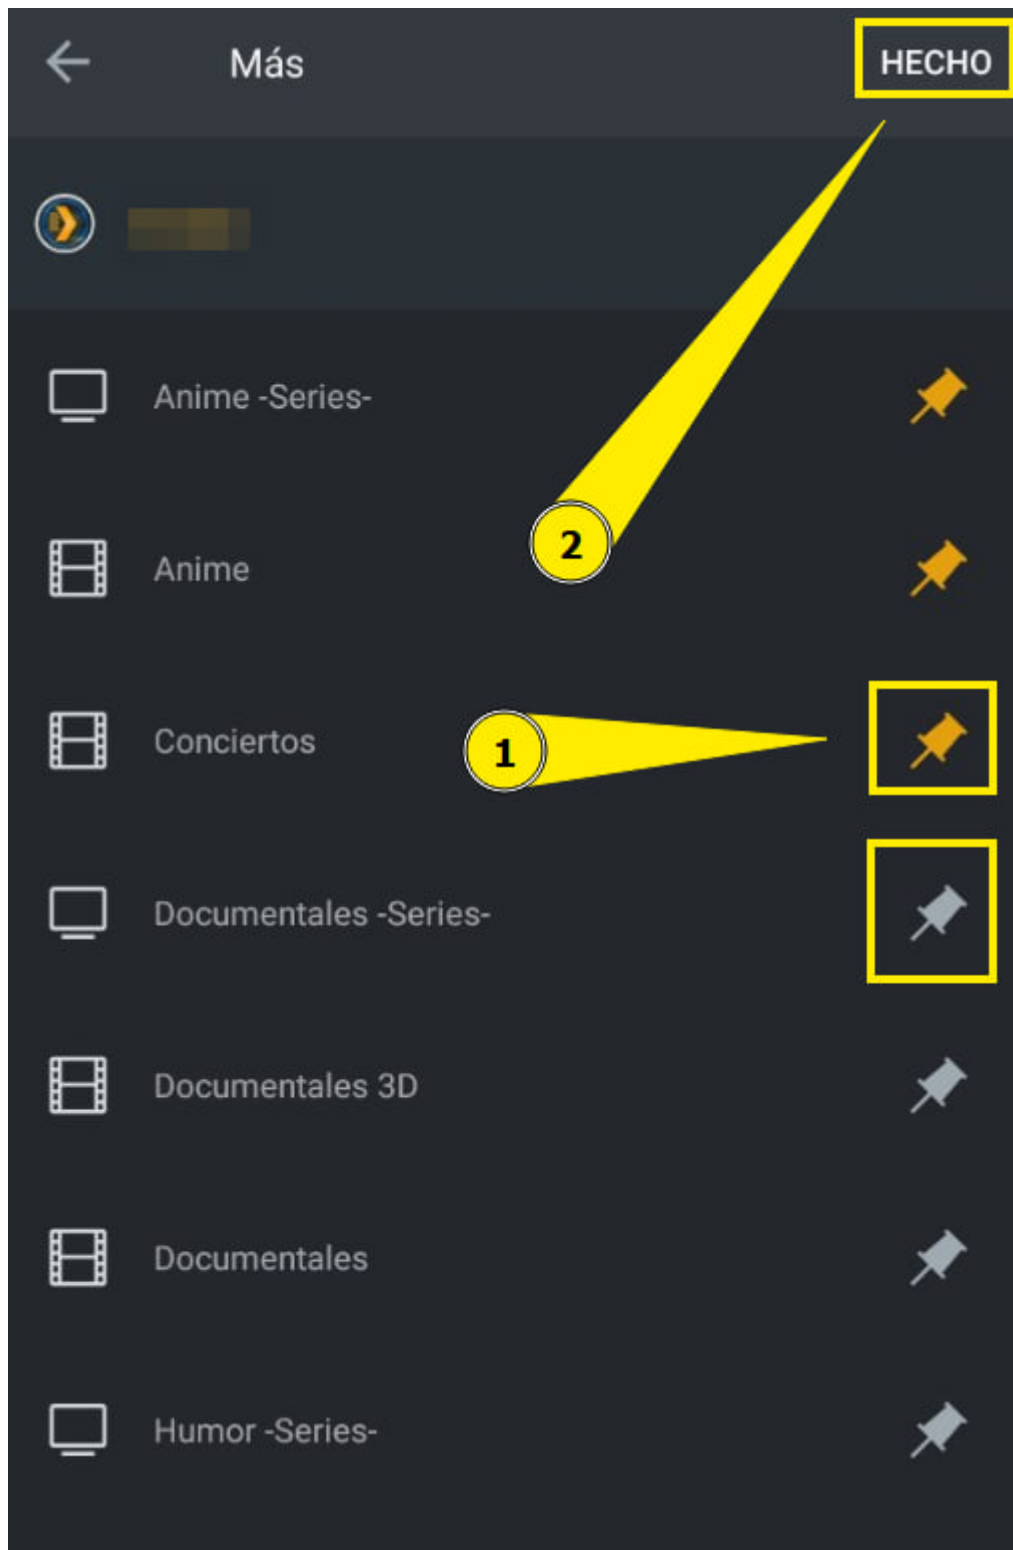 Más
HECHO
Anime -Series-
2
Anime
Conciertos
1
Documentales -Series-
Documentales 3D
Documentales
Humor -Series-